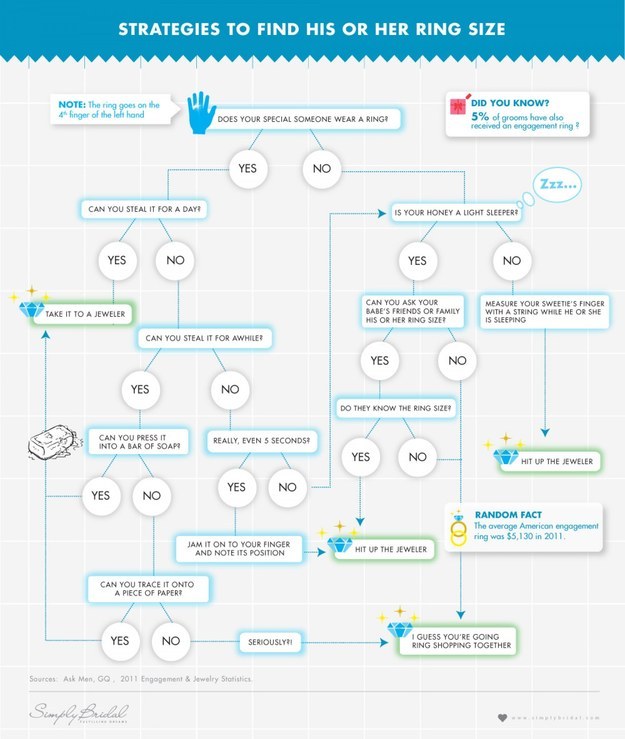 STRATEGIES TO FIND HIS OR HER RING SIZE
NOTE: The ring goes on the
4th finger of the left hand
DOES YOUR SPECIAL SOMEONE WEAR A RING?
DID YOU KNOW?
5% of grooms have also
received an engagement ring ?
YES
NO
Zzz...
CAN YOU STEAL IT FOR A DAY?
IS YOUR HONEY A LIGHT SLEEPER?
YES
NO
YES
NO
TAKE IT TO A JEWELER
CAN YOU ASK YOUR
BABE'S FRIENDS OR FAMILY
HIS OR HER RING SIZE?
MEASURE YOUR SWEETIE'S FINGER
WITH A STRING WHILE HE OR SHE
IS SLEEPING
CAN YOU STEAL IT FOR AWHILE?
YES
NO
YES
NO
DO THEY KNOW THE RING SIZE?
CAN YOU PRESS IT
INTO A BAR OF SOAP?
REALLY, EVEN 5 SECONDS?
YES
NO
HIT UP THE JEWELER
YES
NO
YES
NO
RANDOM FACT
The average American engagement
ring was $5,130 in 2011.
JAM IT ON TO YOUR FINGER
AND NOTE ITS POSITION
HIT UP THE JEWELER
CAN YOU TRACE IT ONTO
A PIECE OF PAPER?
YES
NO
SERIOUSLY?!
I GUESS YOU'RE GOING
RING SHOPPING TOGETHER
Sources: Ask Men, GQ , 2011 Engagement & Jewelry Statistics.
Simply Bridal
www.simplybridal.com